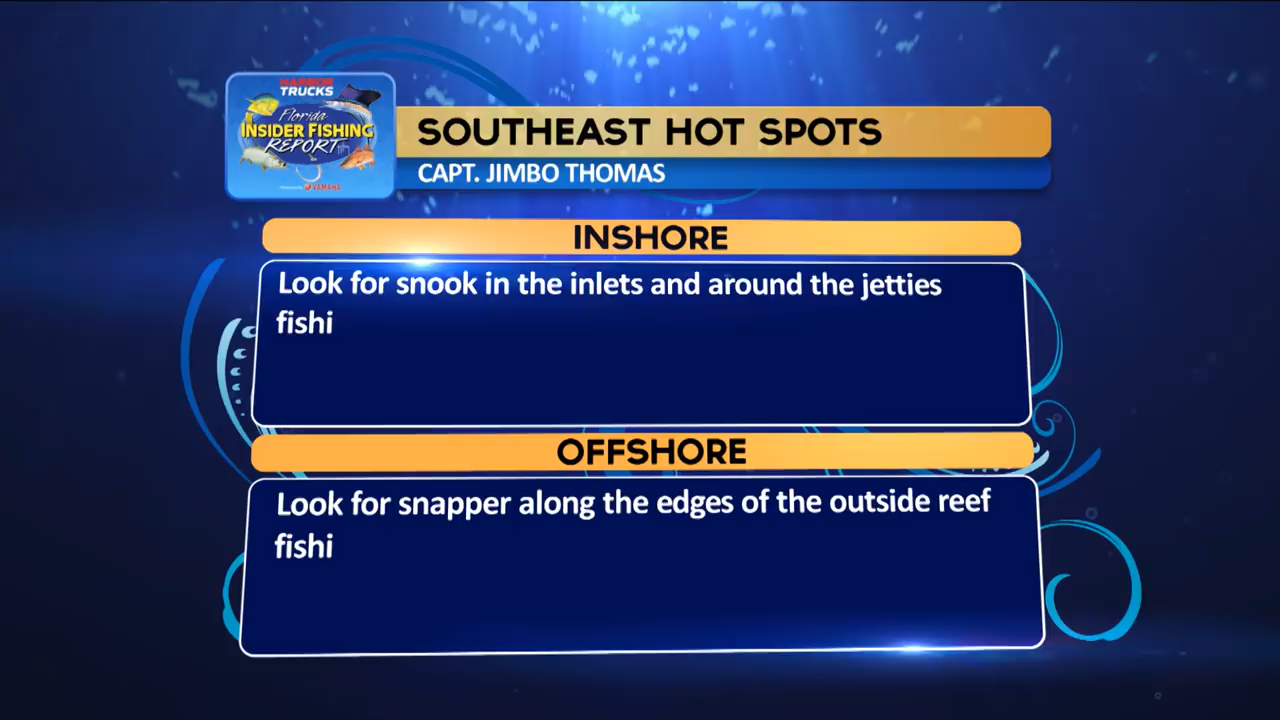 HARBOR
TRUCKS
Florida
INSIDER FISHING
REPORT
YAMAHA
SOUTHEAST HOT SPOTS
CAPT. JIMBO THOMAS
INSHORE
Look for snook in the inlets and around the jetties
fishi
OFFSHORE
Look for snapper along the edges of the outside reef
fishi